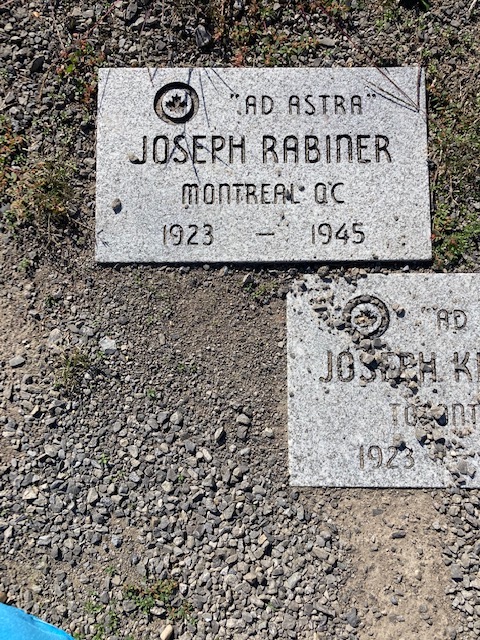 "AD ASTRA"
JOSEPH RABINER
MONTREAL QC
1923 — 1945
"AD
JOSEPH
1923